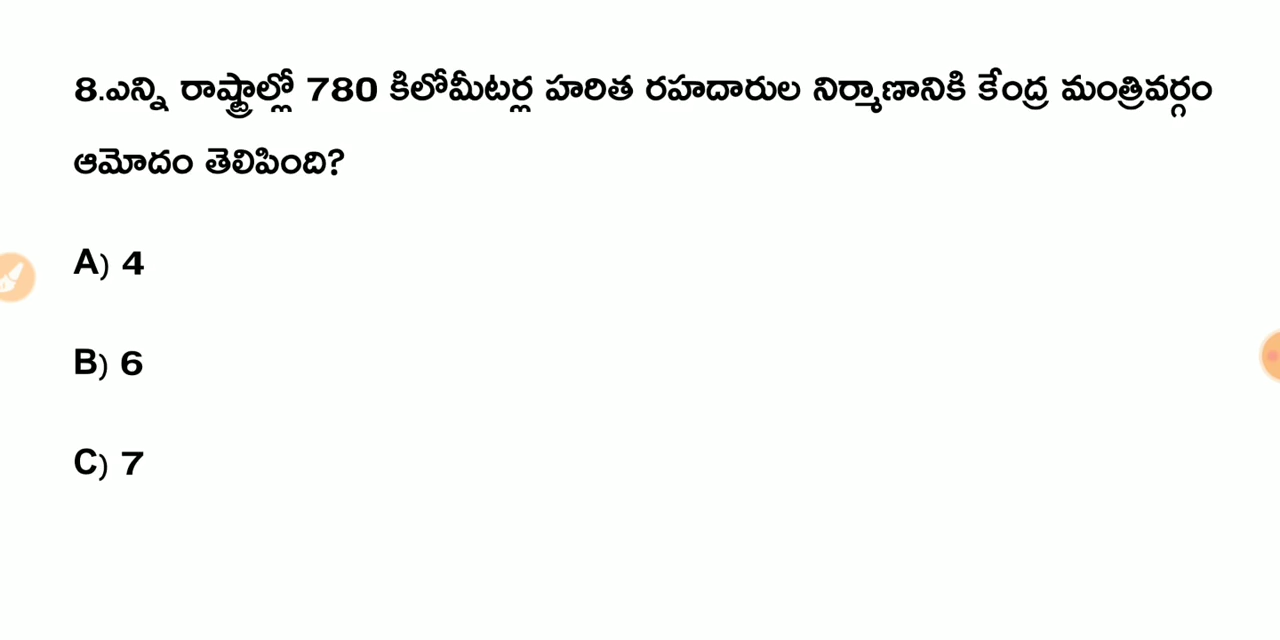 8.ఎన్ని రాష్ట్రాల్లో 780 కిలోమీటర్ల హరిత రహదారుల నిర్మాణానికి కేంద్ర మంత్రివర్గం
ఆమోదం తెలిపింది?
A) 4
B) 6
C) 7